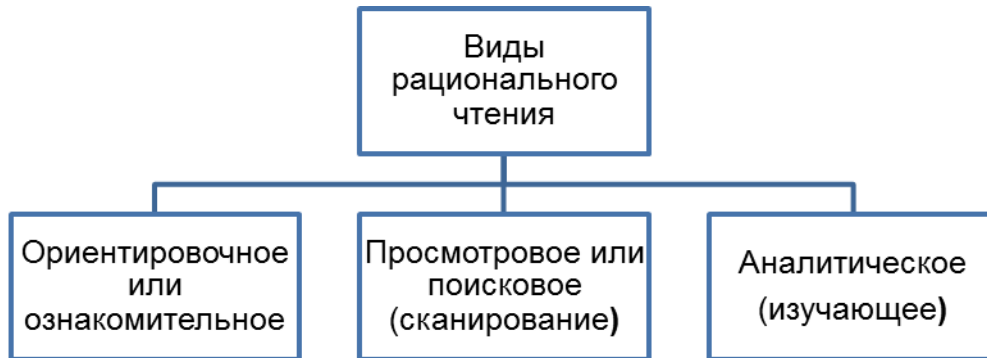 Виды
рационального
чтения
Ориентировочное
или
ознакомительное
Просмотровое или
поисковое
(сканирование)
Аналитическое
(изучающее)